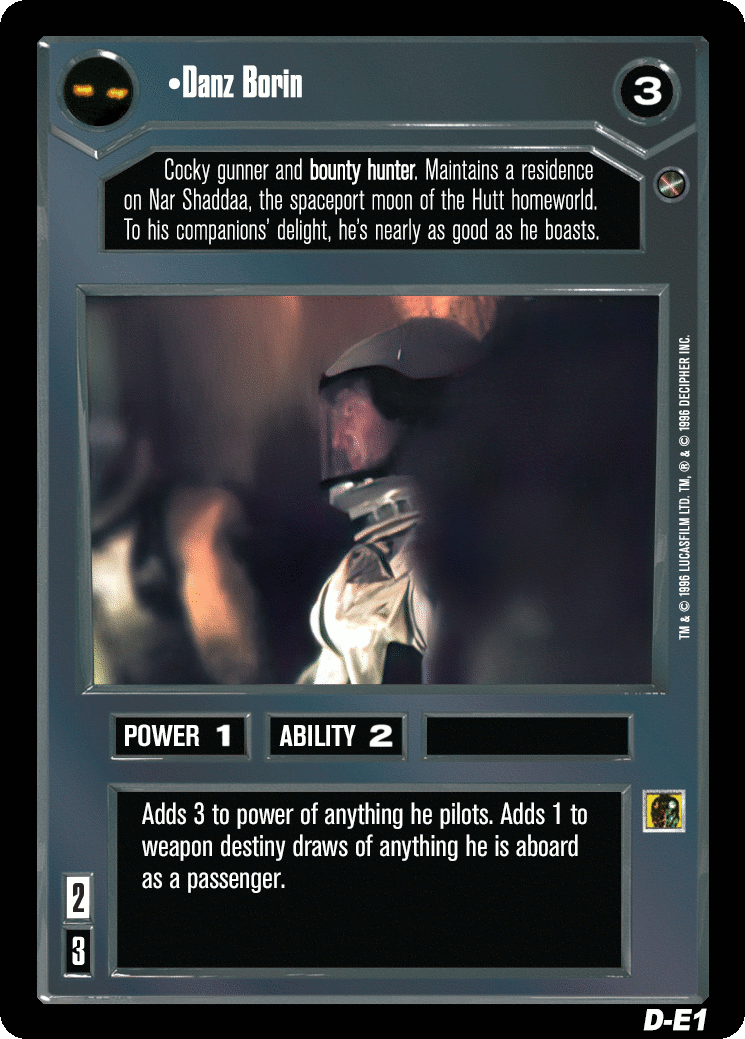 •Danz Borin
3
Cocky gunner and bounty hunter. Maintains a residence
on Nar Shaddaa, the spaceport moon of the Hutt homeworld.
To his companions’ delight, he’s nearly as good as he boasts.
TM & © 1996 LUCASFILM LTD. TM, ® & © 1996 DECIPHER INC.
POWER 1
ABILITY 2
Adds 3 to power of anything he pilots. Adds 1 to
weapon destiny draws of anything he is aboard
as a passenger.
2
3
D-E1